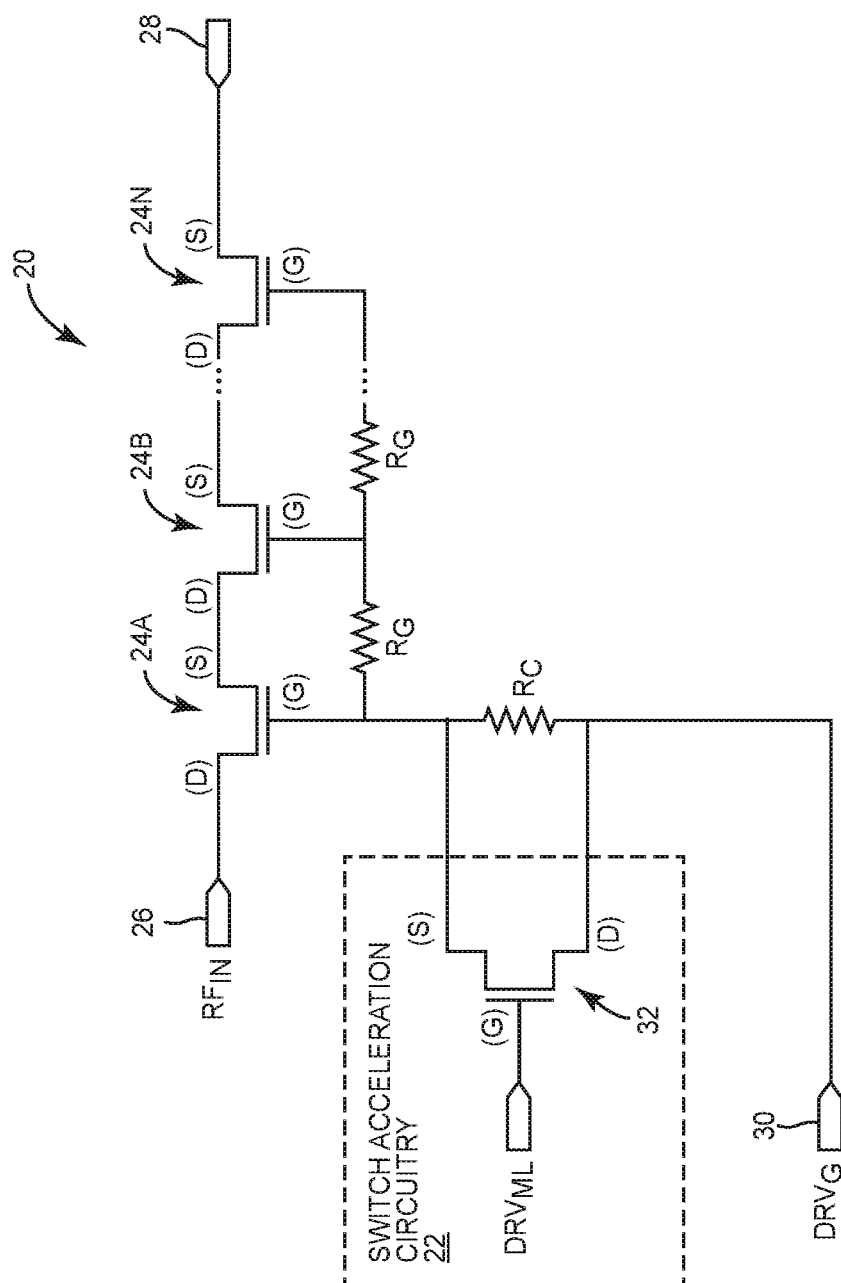 20
26
24A
24B
24N
28
(D)
(S)
(D)
(S)
(D)
(S)
RFIN
(G)
(G)
(G)
SWITCH ACCELERATION
CIRCUITRY
22
RG
RG
(S)
(G)
DRVML
RC
(D)
32
30
DRVG